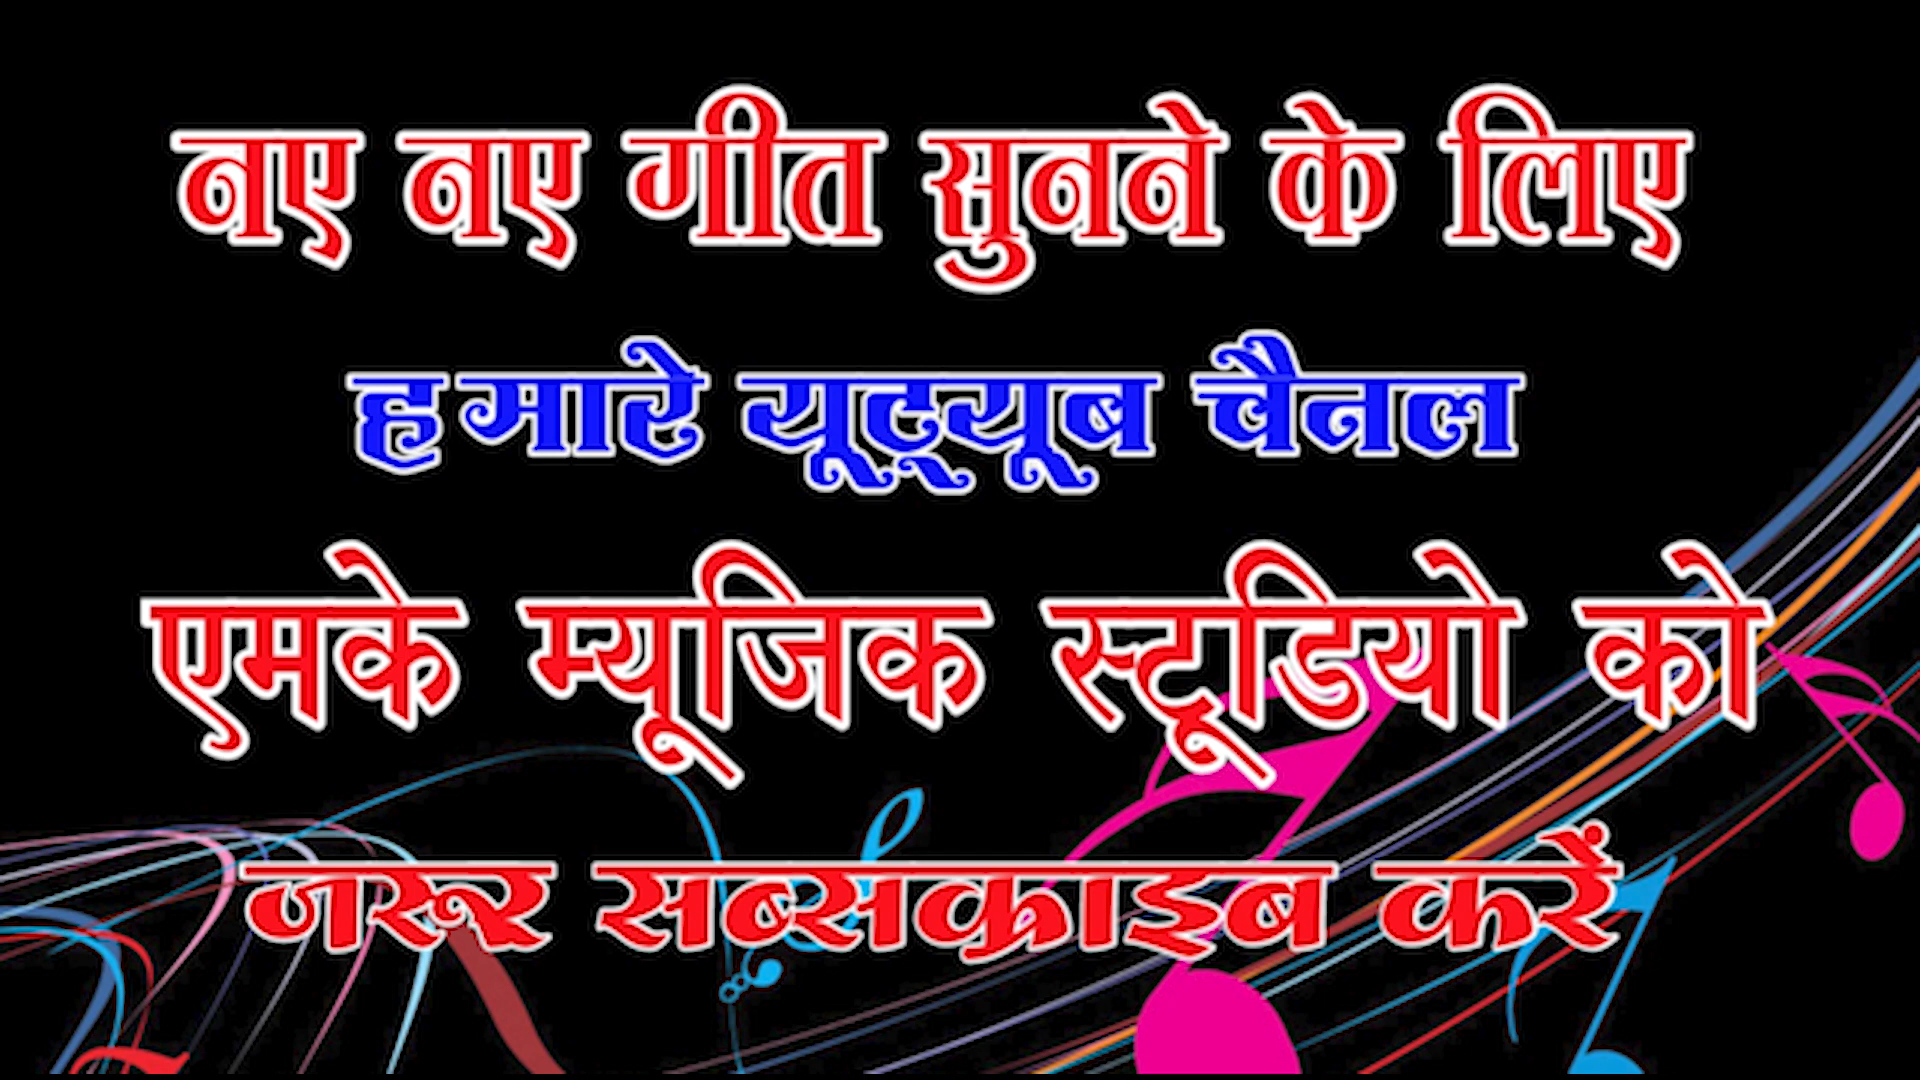 नए नए गीत सुनने के लिए
हमारे यूट्यूब चैनल
एमके म्यूजिक स्टूडियो को
जरूर सब्सक्राइब करें